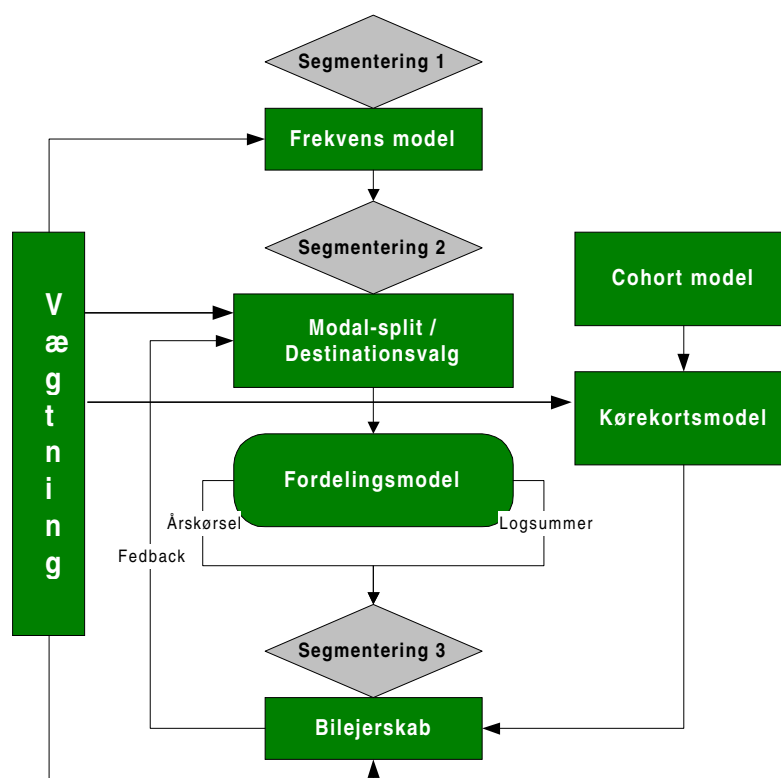 Segmentering 1
Frekvens model
Segmentering 2
Cohort model
Vægtning
Modal-split /
Destinationsvalg
Kørekortsmodel
Fordelingsmodel
Årskørsel
Logsummer
Fedback
Segmentering 3
Bilejerskab